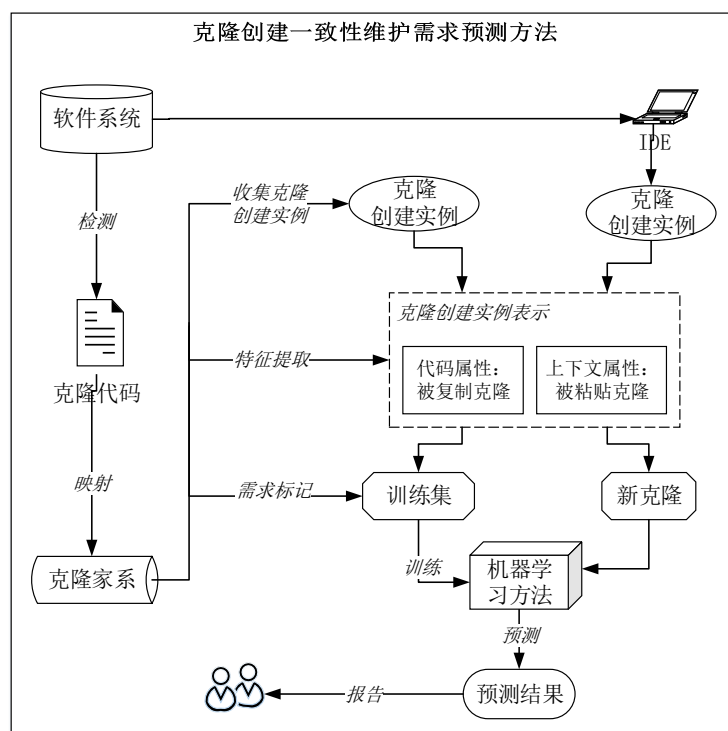 克隆创建一致性维护需求预测方法
软件系统
IDE
检测
收集克隆
创建实例
克隆
创建实例
克隆
创建实例
克隆创建实例表示
特征提取
代码属性：
被复制克隆
上下文属性：
被粘贴克隆
克隆代码
映射
需求标记
训练集
新克隆
克隆家系
训练
机器学
习方法
预测
报告
预测结果